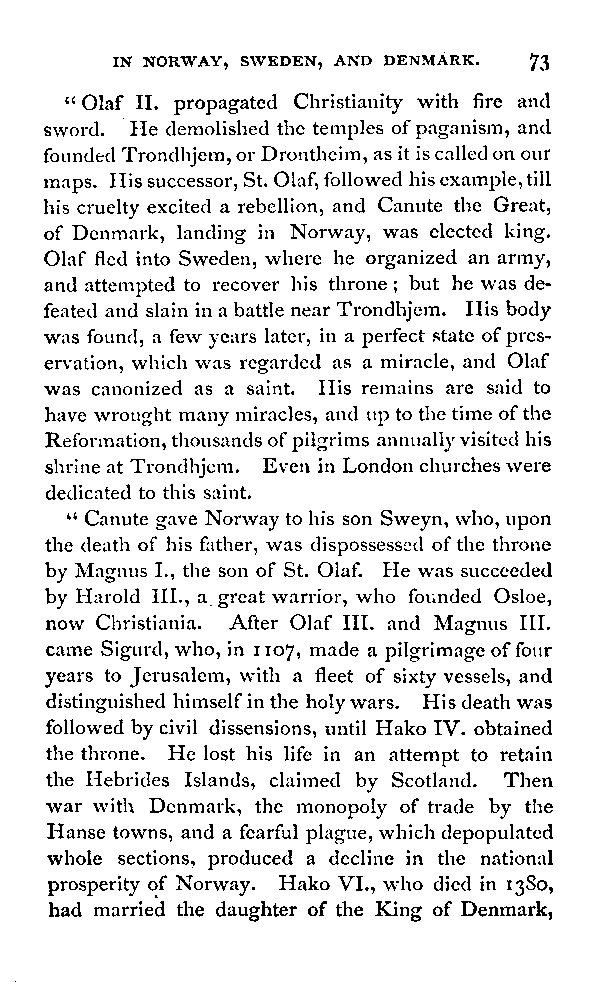 IN NORWAY, SWEDEN, AND DENMARK. 73
“ Olaf II. propagated Christianity with fire and
sword. He demolished the temples of paganism, and
founded Trondhjem, or Drontheim, as it is called on our
maps. His successor, St. Olaf, followed his example, till
his cruelty excited a rebellion, and Canute the Great,
of Denmark, landing in Norway, was elected king.
Olaf fled into Sweden, where he organized an army,
and attempted to recover his throne ; but he was de-
feated and slain in a battle near Trondhjem. His body
was found, a few years later, in a perfect state of pres-
ervation, which was regarded as a miracle, and Olaf
was canonized as a saint. His remains are said to
have wrought many miracles, and up to the time of the
Reformation, thousands of pilgrims annually visited his
shrine at Trondhjem. Even in London churches were
dedicated to this saint.
“ Canute gave Norway to his son Sweyn, who, upon
the death of his father, was dispossessed of the throne
by Magnus I., the son of St. Olaf. He was succeeded
by Harold III., a great warrior, who founded Osloe,
now Christiania. After Olaf III. and Magnus III.
came Sigurd, who, in 1107, made a pilgrimage of four
years to Jerusalem, with a fleet of sixty vessels, and
distinguished himself in the holy wars. His death was
followed by civil dissensions, until Hako IV. obtained
the throne. He lost his life in an attempt to retain
the Hebrides Islands, claimed by Scotland. Then
war with Denmark, the monopoly of trade by the
Hanse towns, and a fearful plague, which depopulated
whole sections, produced a decline in the national
prosperity of Norway. Hako VI., who died in 1380,
had married the daughter of the King of Denmark,